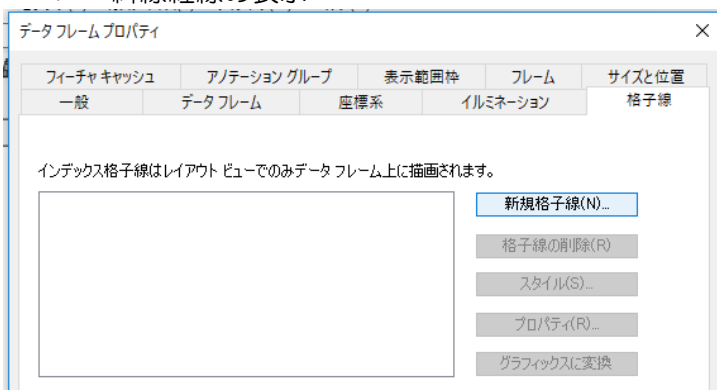 データ フレーム プロパティ
フィーチャ キャッシュ アノテーション グループ 表示範囲枠 フレーム サイズと位置
一般 データ フレーム 座標系 イルミネーション 格子線
インデックス格子線はレイアウト ビューでのみデータ フレーム上に描画されます。
新規格子線(N)...
格子線の削除(R)
スタイル(S)...
プロパティ(R)...
グラフィックスに変換